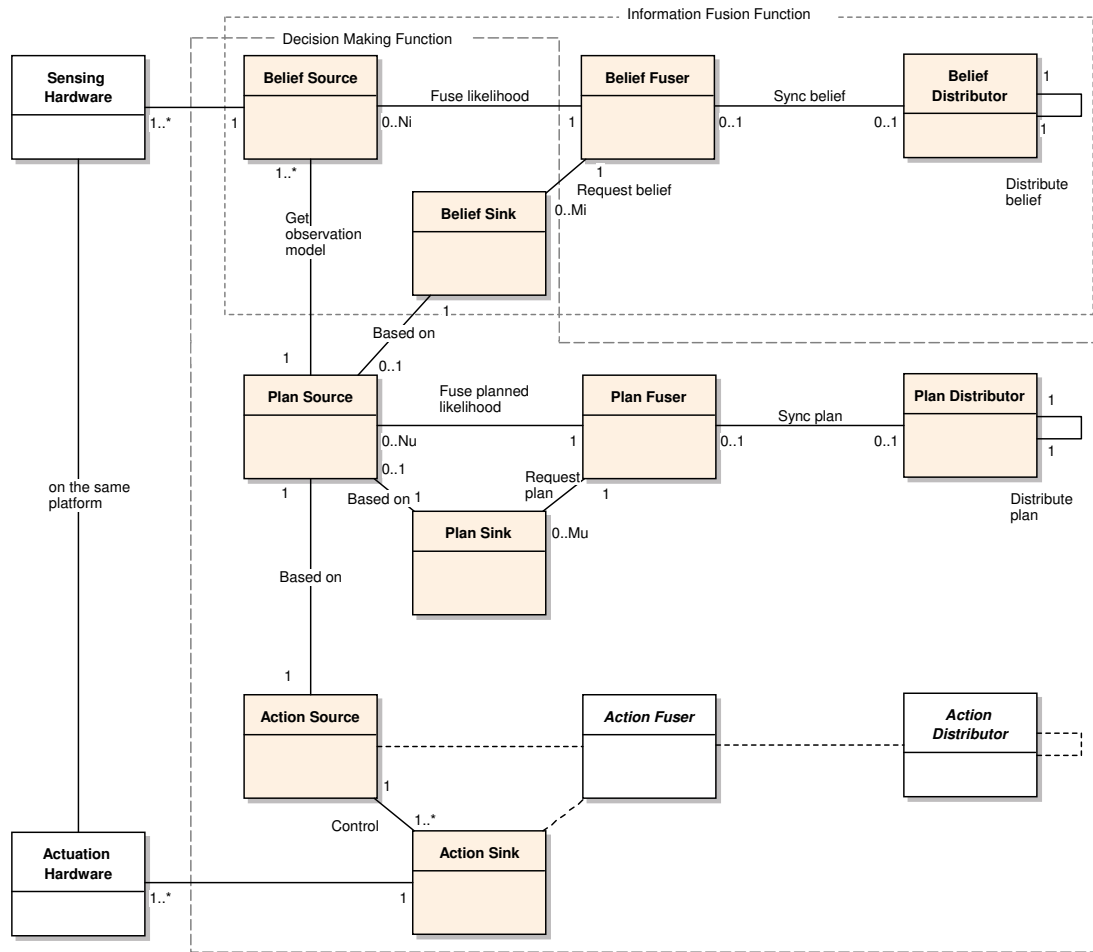 Information Fusion Function
Decision Making Function
Sensing
Hardware
Belief Source
Belief Fuser
Belief
Distributor
1
1
1..*
1
Fuse likelihood
0..Ni
1
Sync belief
0..1
0..1
1..*
1
Request belief
0..Mi
Distribute
belief
Belief Sink
Get
observation
model
1
Based on
0..1
1
Plan Source
Fuse planned
likelihood
Plan Fuser
Plan Distributor
1
1
Sync plan
0..Nu
1
0..1
0..1
0..1
1
Based on
1
Request
plan
1
0..Mu
Distribute
plan
Plan Sink
on the same
platform
Based on
1
Action Source
Action Fuser
Action
Distributor
1
Control
1..*
Action Sink
Actuation
Hardware
1..*
1